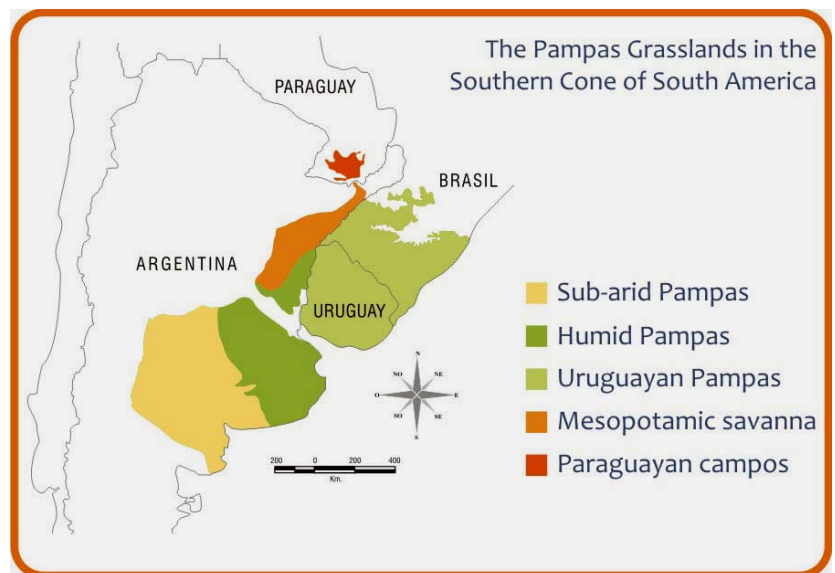 The Pampas Grasslands in the
Southern Cone of South America
PARAGUAY
BRASIL
ARGENTINA
URUGUAY
Sub-arid Pampas
Humid Pampas
Uruguayan Pampas
Mesopotamic savanna
Paraguayan campos
N
NO NE
O E
SO SE
S
200 0 200 400
Km.